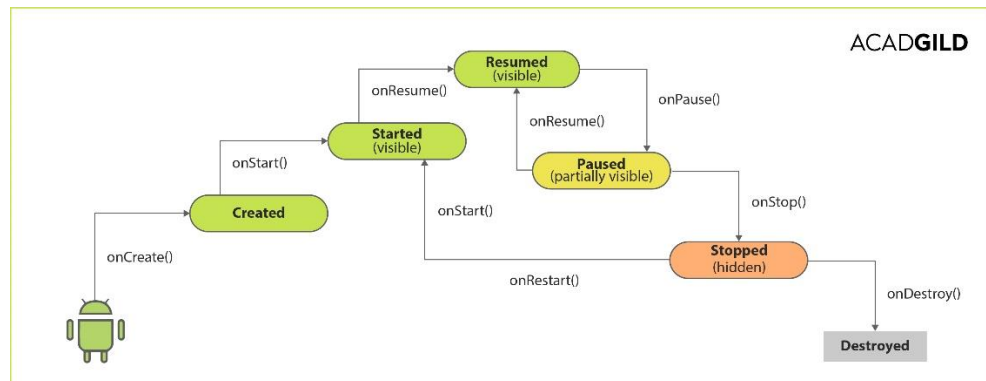 ACADGILD
Resumed
(visible)
onResume()
onPause()
onResume()
Started
(visible)
Paused
(partially visible)
onStart()
onStart()
onStop()
Created
Stopped
(hidden)
onCreate()
onRestart()
onDestroy()
Destroyed